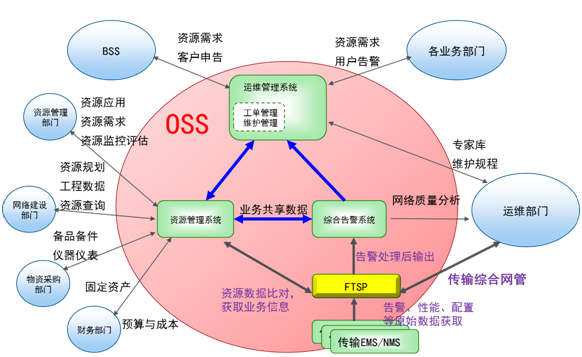 BSS
资源需求
客户申告
资源需求
用户告警
各业务部门
运维管理系统
工单管理
维护管理
OSS
资源管理
部门
资源应用
资源需求
资源监控评估
专家库
维护规程
资源规划
工程数据
资源查询
网络建设
部门
资源管理系统
业务共享数据
综合告警系统
网络质量分析
运维部门
备品备件
仪器仪表
物资采购
部门
告警处理后输出
固定资产
资源数据比对,
获取业务信息
FTSP
传输综合网管
财务部门
预算与成本
告警、性能、配置
等原始数据获取
传输EMS/NMS